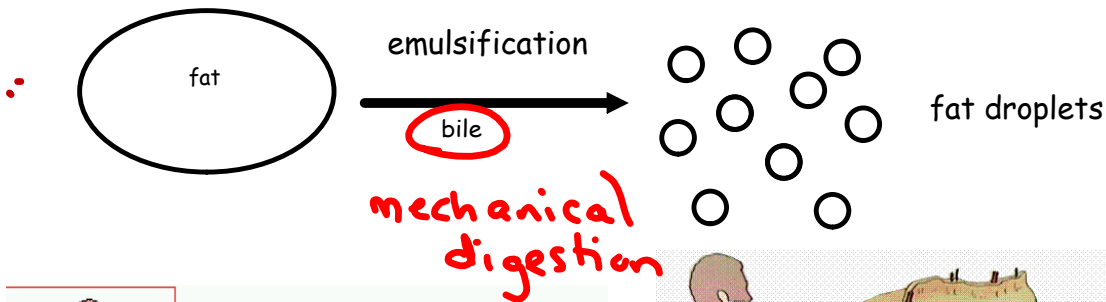 emulsification
fat
fat droplets
bile
mechanical
digestion